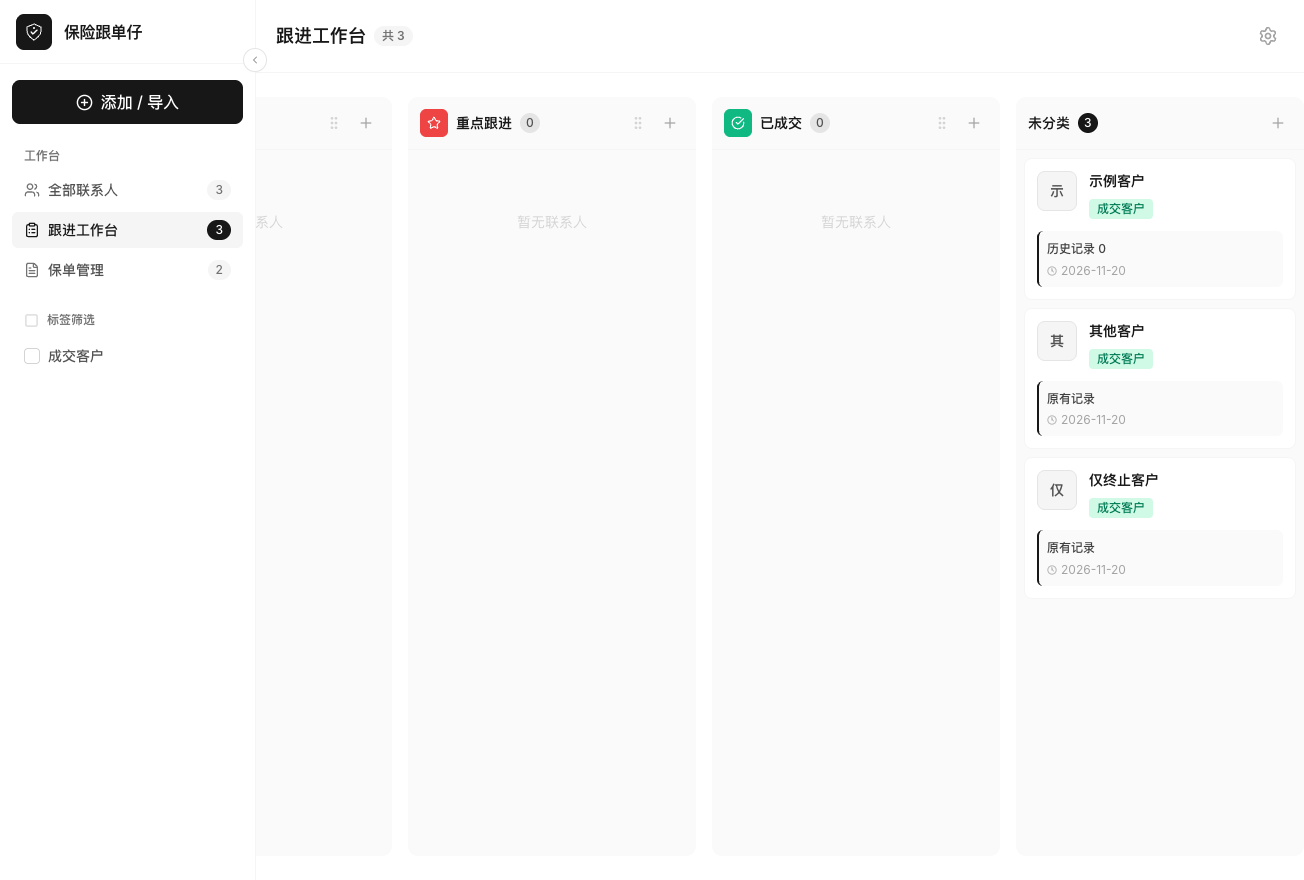 保险跟单仔
添加 / 导入
工作台
全部联系人 3
跟进工作台 3
保单管理 2
标签筛选
成交客户
跟进工作台 共 3
系人
重点跟进 0
暂无联系人
已成交 0
暂无联系人
未分类 3
示
示例客户
成交客户
历史记录 0
2026-11-20
其
其他客户
成交客户
原有记录
2026-11-20
仅
仅终止客户
成交客户
原有记录
2026-11-20